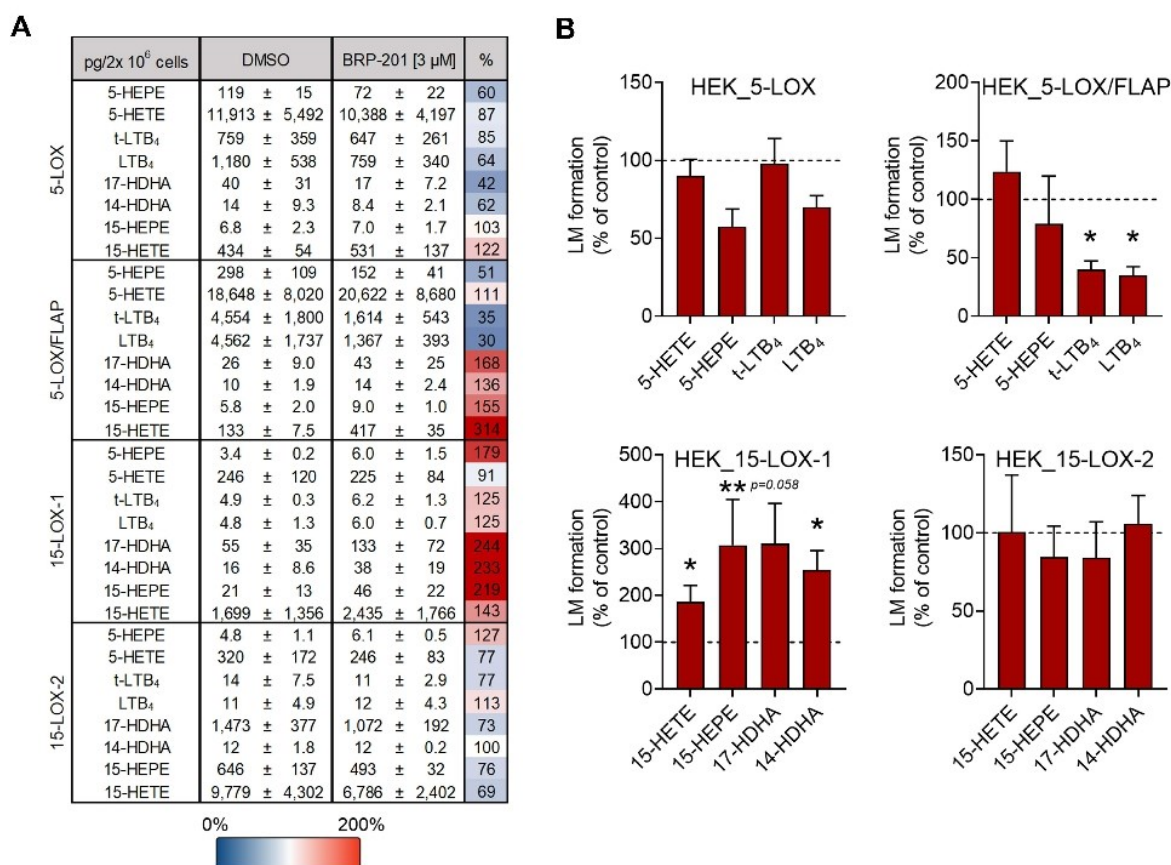 A
pg/2x 10⁶ cells DMSO BRP-201 [3 µM] %
5-LOX
5-HEPE 119 ± 15 72 ± 22 60
5-HETE 11,913 ± 5,492 10,388 ± 4,197 87
t-LTB₄ 759 ± 359 647 ± 261 85
LTB₄ 1,180 ± 538 759 ± 340 64
17-HDHA 40 ± 31 17 ± 7.2 42
14-HDHA 14 ± 9.3 8.4 ± 2.1 62
15-HEPE 6.8 ± 2.3 7.0 ± 1.7 103
15-HETE 434 ± 54 531 ± 137 122
5-LOX/FLAP
5-HEPE 298 ± 109 152 ± 41 51
5-HETE 18,648 ± 8,020 20,622 ± 8,680 111
t-LTB₄ 4,554 ± 1,800 1,614 ± 543 35
LTB₄ 4,562 ± 1,737 1,367 ± 393 30
17-HDHA 26 ± 9.0 43 ± 25 168
14-HDHA 10 ± 1.9 14 ± 2.4 136
15-HEPE 5.8 ± 2.0 9.0 ± 1.0 155
15-HETE 133 ± 7.5 417 ± 35 314
15-LOX-1
5-HEPE 3.4 ± 0.2 6.0 ± 1.5 179
5-HETE 246 ± 120 225 ± 84 91
t-LTB₄ 4.9 ± 0.3 6.2 ± 1.3 125
LTB₄ 4.8 ± 1.3 6.0 ± 0.7 125
17-HDHA 55 ± 35 133 ± 72 244
14-HDHA 16 ± 8.6 38 ± 19 233
15-HEPE 21 ± 13 46 ± 22 219
15-HETE 1,699 ± 1,356 2,435 ± 1,766 143
15-LOX-2
5-HEPE 4.8 ± 1.1 6.1 ± 0.5 127
5-HETE 320 ± 172 246 ± 83 77
t-LTB₄ 14 ± 7.5 11 ± 2.9 77
LTB₄ 11 ± 4.9 12 ± 4.3 113
17-HDHA 1,473 ± 377 1,072 ± 192 73
14-HDHA 12 ± 1.8 12 ± 0.2 100
15-HEPE 646 ± 137 493 ± 32 76
15-HETE 9,779 ± 4,302 6,786 ± 2,402 69
0% 200%
B
HEK_5-LOX
LM formation
(% of control)
150
100
50
0
5-HETE
5-HEPE
t-LTB₄
LTB₄
HEK_5-LOX/FLAP
LM formation
(% of control)
200
150
100
50
0
* *
5-HETE
5-HEPE
t-LTB₄
LTB₄
HEK_15-LOX-1
LM formation
(% of control)
500
400
300
200
100
0
* ** p=0.058 *
15-HETE
15-HEPE
17-HDHA
14-HDHA
HEK_15-LOX-2
LM formation
(% of control)
150
100
50
0
15-HETE
15-HEPE
17-HDHA
14-HDHA